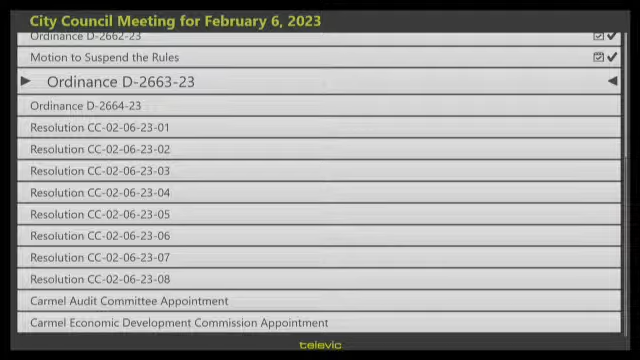 City Council Meeting for February 6, 2023
Ordinance D-2662-23
Motion to Suspend the Rules
Ordinance D-2663-23
Ordinance D-2664-23
Resolution CC-02-06-23-01
Resolution CC-02-06-23-02
Resolution CC-02-06-23-03
Resolution CC-02-06-23-04
Resolution CC-02-06-23-05
Resolution CC-02-06-23-06
Resolution CC-02-06-23-07
Resolution CC-02-06-23-08
Carmel Audit Committee Appointment
Carmel Economic Development Commission Appointment
televic